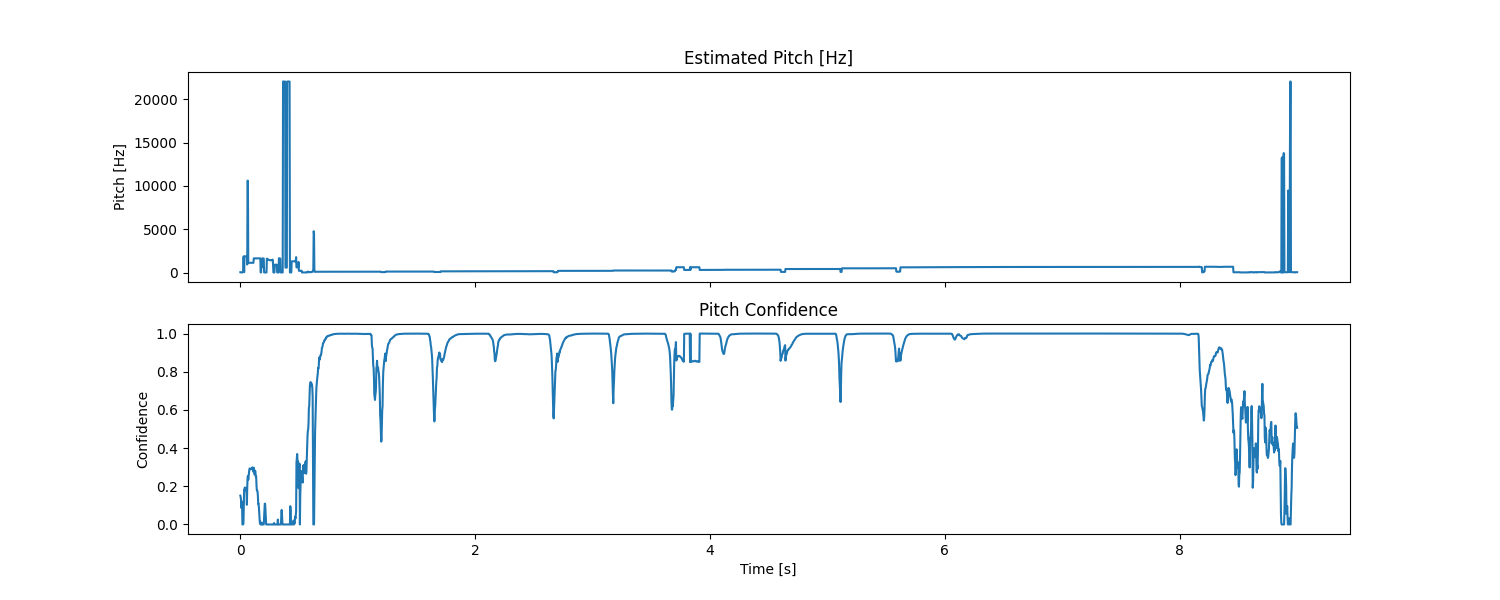 Estimated Pitch [Hz]
Pitch [Hz]
20000
15000
10000
5000
0
Pitch Confidence
Confidence
1.0
0.8
0.6
0.4
0.2
0.0
0 2 4 6 8
Time [s]